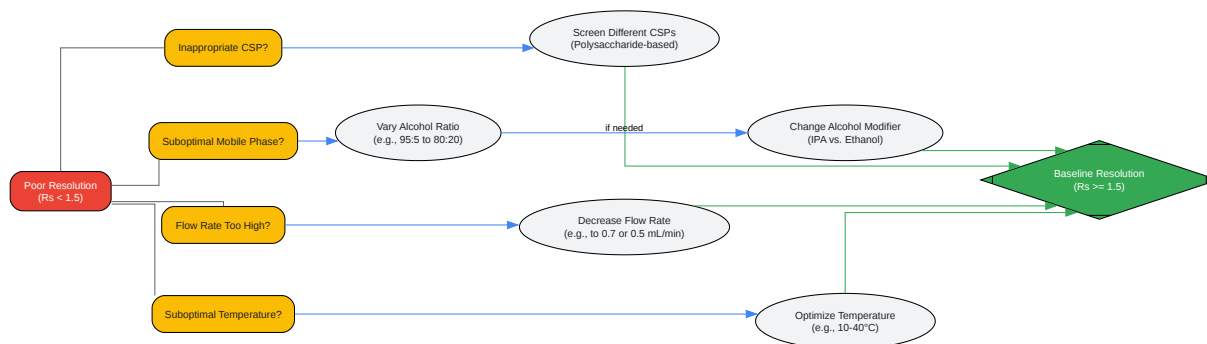 Inappropriate CSP?
Screen Different CSPs
(Polysaccharide-based)
Suboptimal Mobile Phase?
Vary Alcohol Ratio
(e.g., 95:5 to 80:20)
if needed
Change Alcohol Modifier
(IPA vs. Ethanol)
Poor Resolution
(Rs < 1.5)
Baseline Resolution
(Rs >= 1.5)
Flow Rate Too High?
Decrease Flow Rate
(e.g., to 0.7 or 0.5 mL/min)
Suboptimal Temperature?
Optimize Temperature
(e.g., 10-40°C)